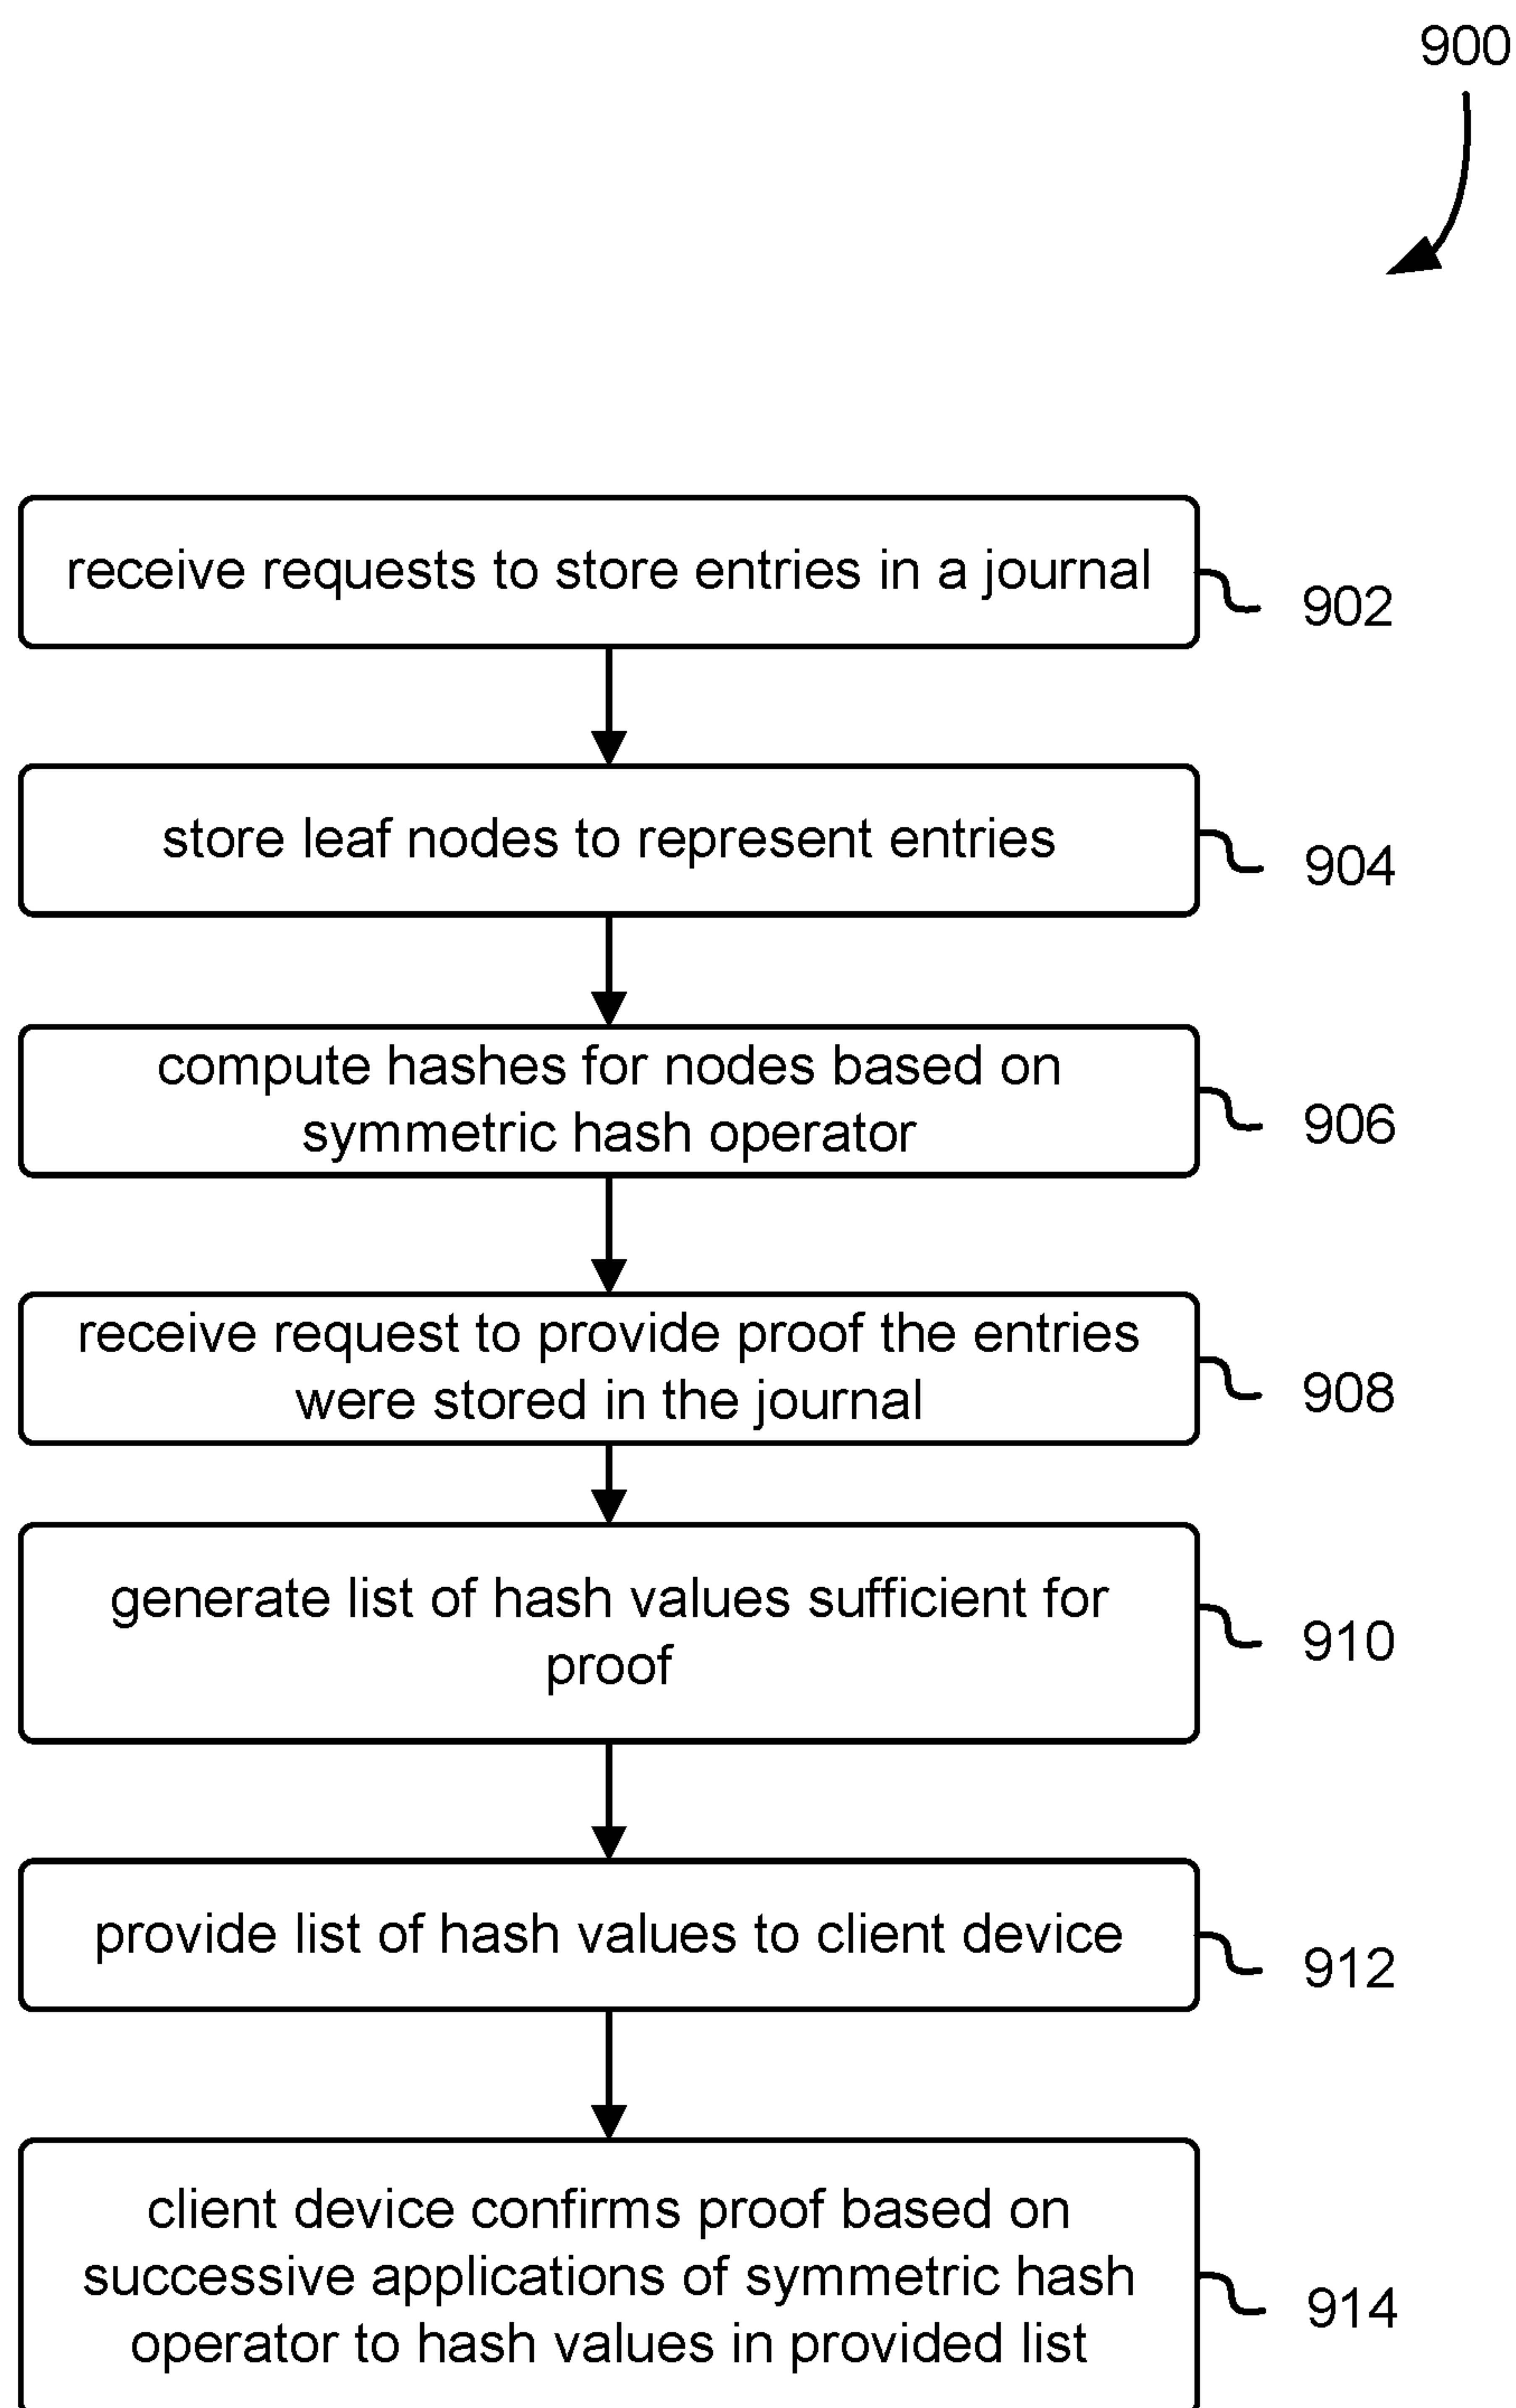 900
receive requests to store entries in a journal
902
store leaf nodes to represent entries
904
compute hashes for nodes based on
symmetric hash operator
906
receive request to provide proof the entries
were stored in the journal
908
generate list of hash values sufficient for
proof
910
provide list of hash values to client device
912
client device confirms proof based on
successive applications of symmetric hash
operator to hash values in provided list
914